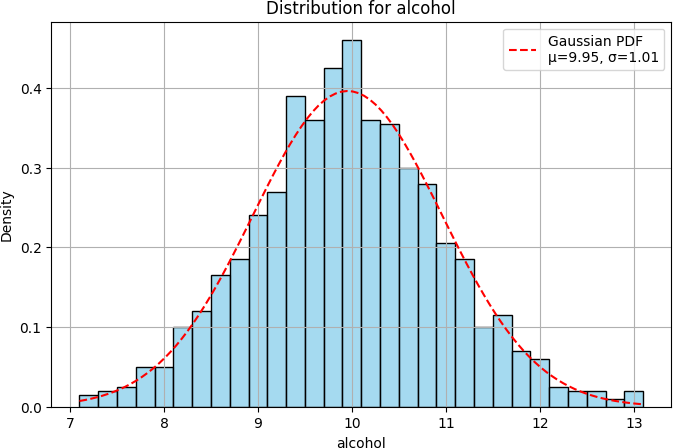 Distribution for alcohol
Gaussian PDF
μ=9.95, σ=1.01
Density
0.4
0.3
0.2
0.1
0.0
7 8 9 10 11 12 13
alcohol